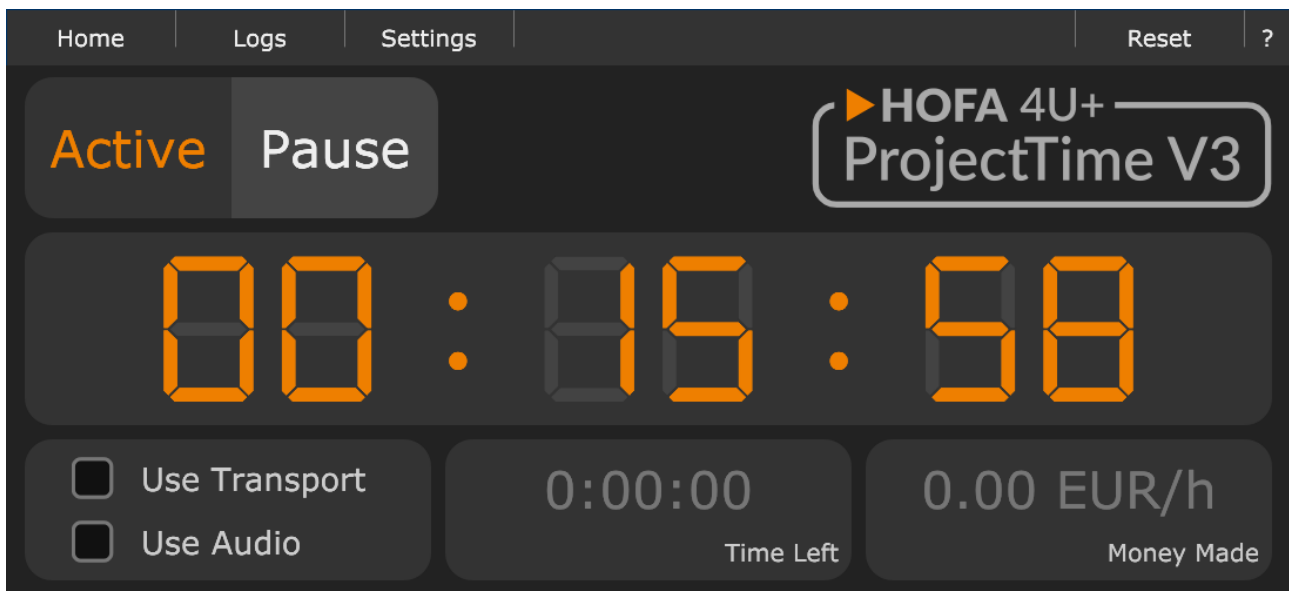 Home Logs Settings Reset ?
Active Pause
HOFA 4U+
ProjectTime V3
00:15:58
Use Transport
Use Audio
0:00:00
Time Left
0.00 EUR/h
Money Made